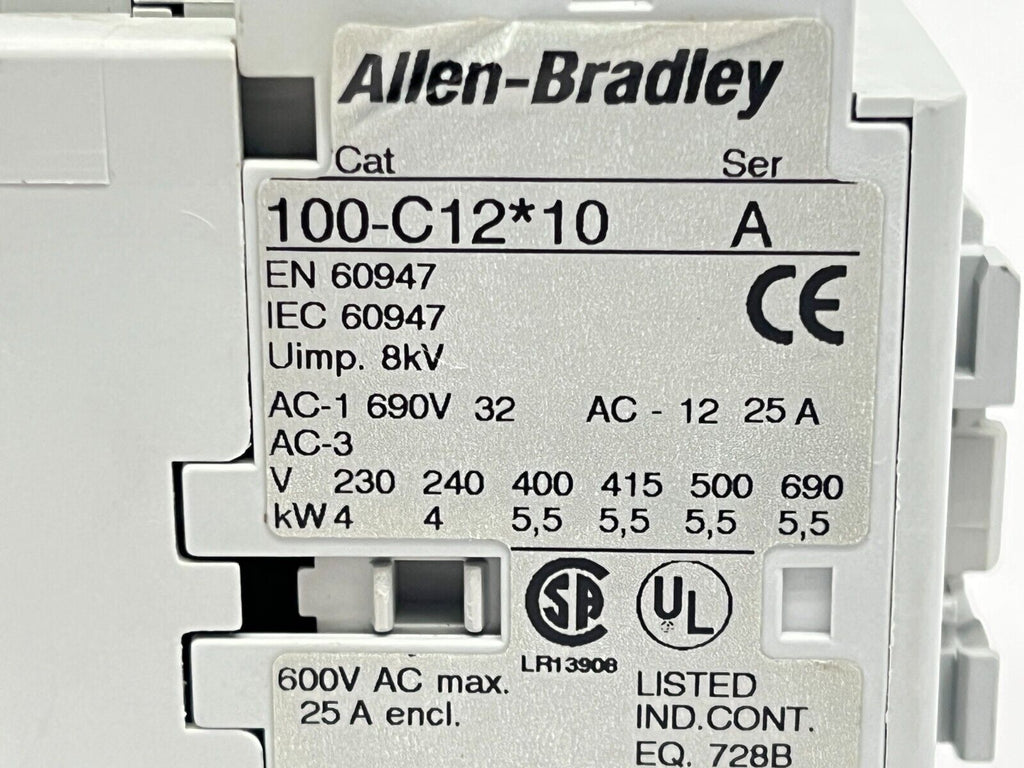 Allen-Bradley
Cat Ser
100-C12*10 A
EN 60947
IEC 60947
CE
Uimp. 8kV
AC-1 690V 32 AC - 12 25 A
AC-3
V 230 240 400 415 500 690
kW 4 4 5,5 5,5 5,5 5,5
SA UL
LR13908
600V AC max.
25 A encl.
LISTED
IND.CONT.
EQ. 728B